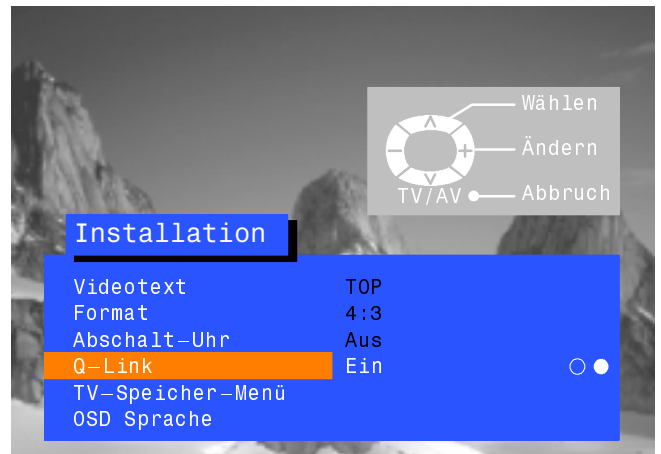 Wählen
Ändern
TV/AV Abbruch
Installation
Videotext TOP
Format 4:3
Abschalt–Uhr Aus
Q–Link Ein
TV–Speicher–Menü
OSD Sprache